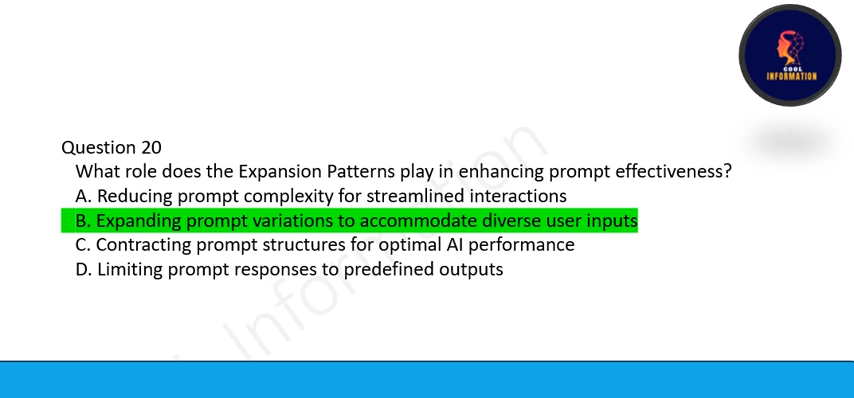 COOL
INFORMATION
Question 20
What role does the Expansion Patterns play in enhancing prompt effectiveness?
A. Reducing prompt complexity for streamlined interactions
B. Expanding prompt variations to accommodate diverse user inputs
C. Contracting prompt structures for optimal AI performance
D. Limiting prompt responses to predefined outputs
Information